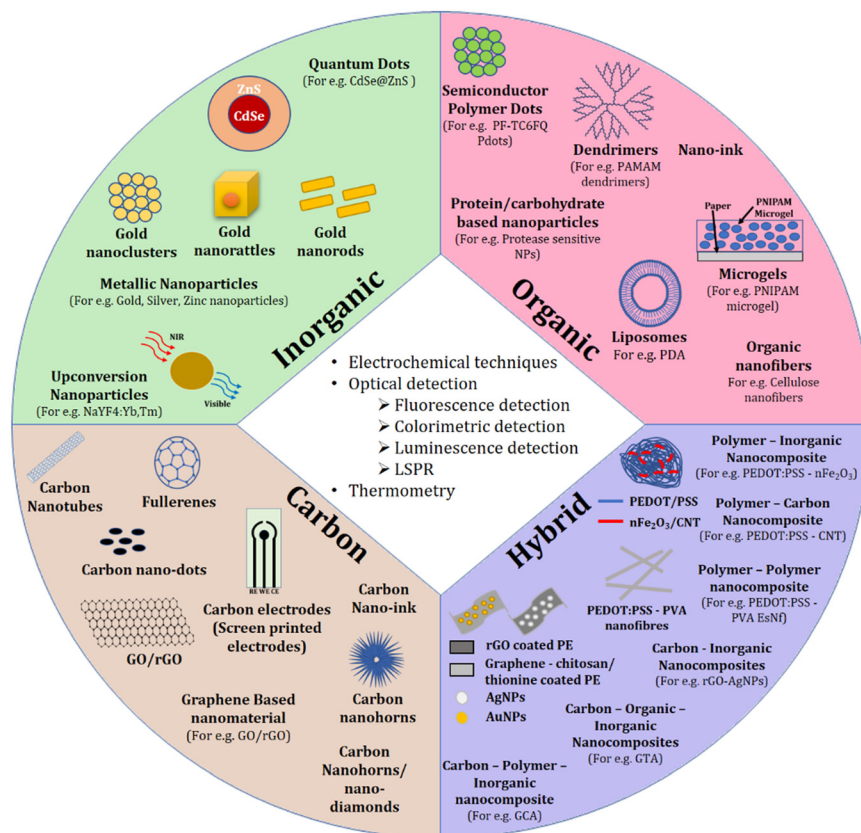 Quantum Dots
(For e.g. CdSe@ZnS )
ZnS
CdSe
Gold
nanoclusters
Gold
nanorattles
Gold
nanorods
Metallic Nanoparticles
(For e.g. Gold, Silver, Zinc nanoparticles)
NIR
Visible
Upconversion
Nanoparticles
(For e.g. NaYF4:Yb,Tm)
Inorganic
Semiconductor
Polymer Dots
(For e.g. PF-TC6FQ
Pdots)
Dendrimers
(For e.g. PAMAM
dendrimers)
Nano-ink
Protein/carbohydrate
based nanoparticles
(For e.g. Protease sensitive
NPs)
Paper
PNIPAM
Microgel
Microgels
(For e.g. PNIPAM
microgel)
Liposomes
For e.g. PDA
Organic
nanofibers
For e.g. Cellulose
nanofibers
Organic
• Electrochemical techniques
• Optical detection
➢ Fluorescence detection
➢ Colorimetric detection
➢ Luminescence detection
➢ LSPR
• Thermometry
Carbon
Carbon
Nanotubes
Fullerenes
Carbon nano-dots
RE WE CE
Carbon electrodes
(Screen printed
electrodes)
GO/rGO
Carbon
Nano-ink
Carbon
nanohorns
Graphene Based
nanomaterial
(For e.g. GO/rGO)
Carbon
Nanohorns/
nano-
diamonds
Hybrid
Polymer – Inorganic
Nanocomposite
(For e.g. PEDOT:PSS - nFe₂O₃)
PEDOT/PSS
nFe₂O₃/CNT
Polymer – Carbon
Nanocomposite
(For e.g. PEDOT:PSS - CNT)
Polymer – Polymer
nanocomposite
(For e.g. PEDOT:PSS -
PVA EsNf)
PEDOT:PSS - PVA
nanofibres
rGO coated PE
Graphene - chitosan/
thionine coated PE
AgNPs
AuNPs
Carbon - Inorganic
Nanocomposites
(For e.g. rGO-AgNPs)
Carbon – Organic –
Inorganic
Nanocomposites
(For e.g. GTA)
Carbon – Polymer –
Inorganic
nanocomposite
(For e.g. GCA)